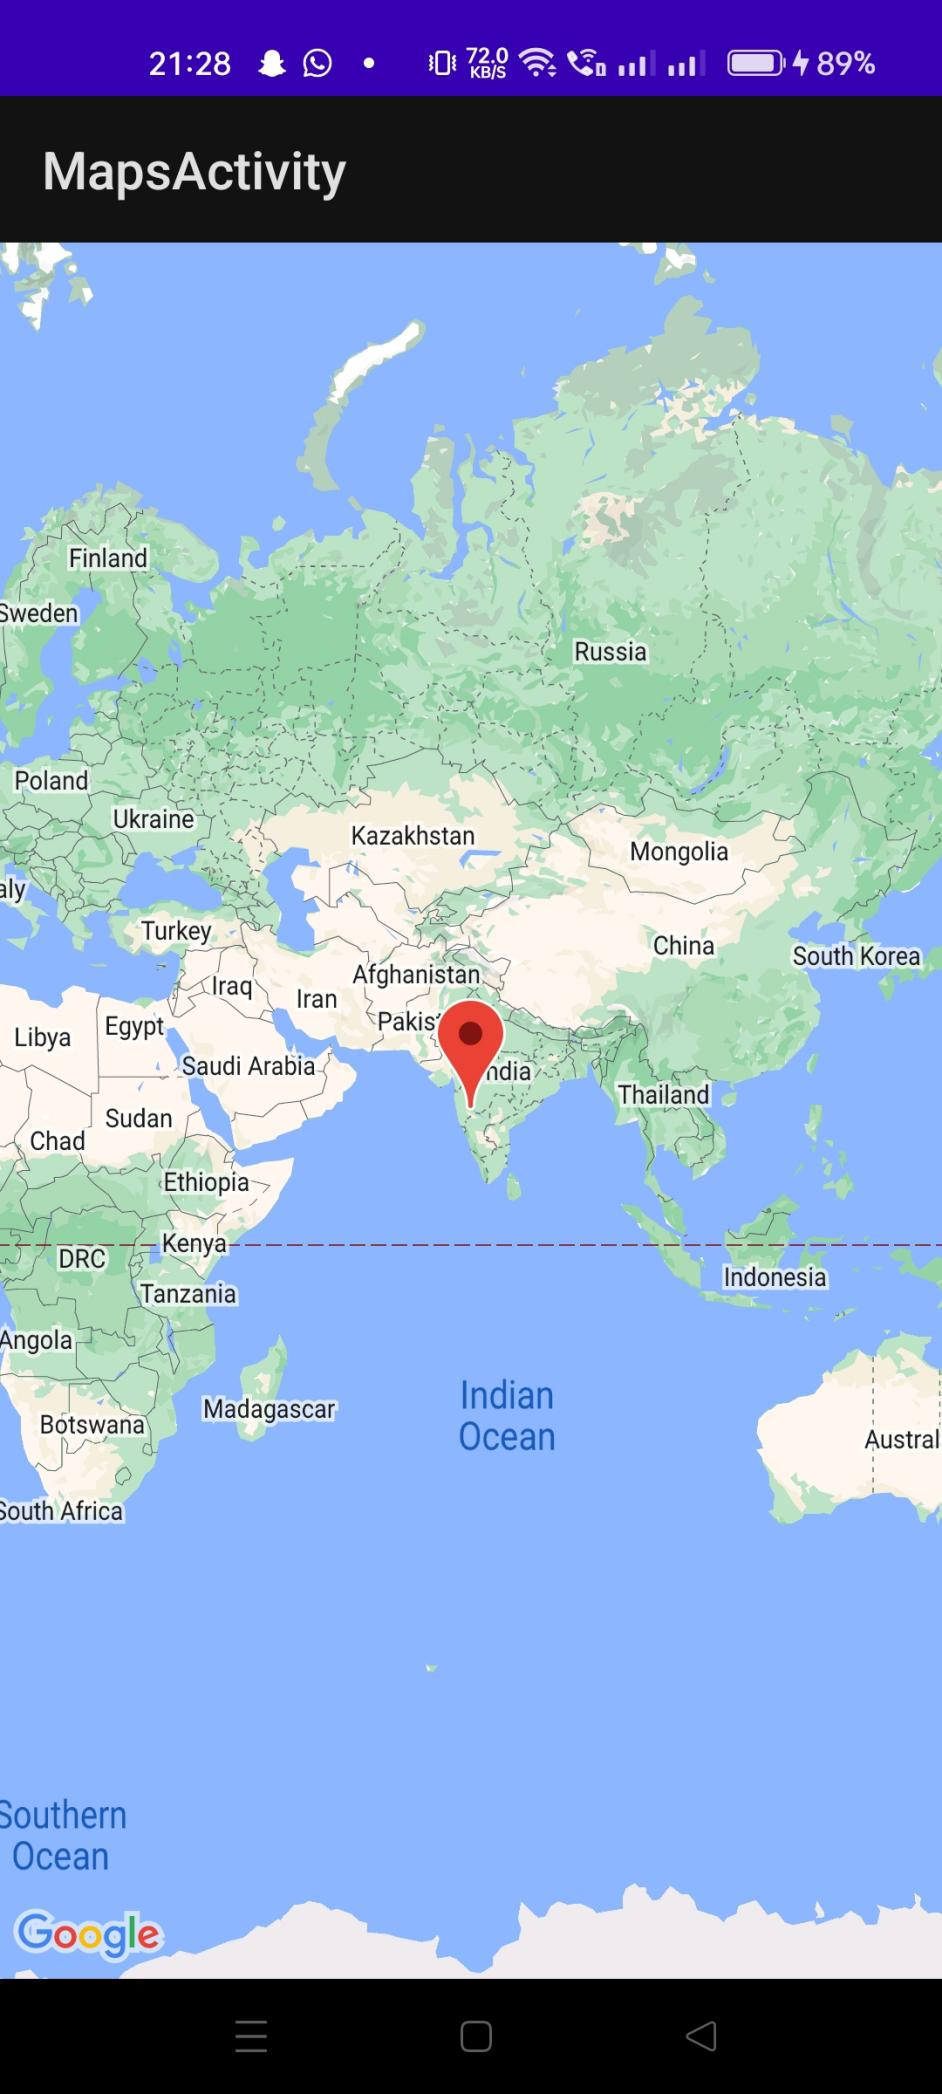 21:28 72.0 KB/S 89%
MapsActivity
Finland
Sweden
Russia
Poland
Ukraine
Kazakhstan
Mongolia
aly
Turkey
China
South Korea
Afghanistan
Iraq
Iran
Pakis
Egypt
Libya
Saudi Arabia
ndia
Thailand
Sudan
Chad
Ethiopia
Kenya
DRC
Indonesia
Tanzania
Angola
Indian
Ocean
Madagascar
Botswana
Austral
South Africa
Southern
Ocean
Google